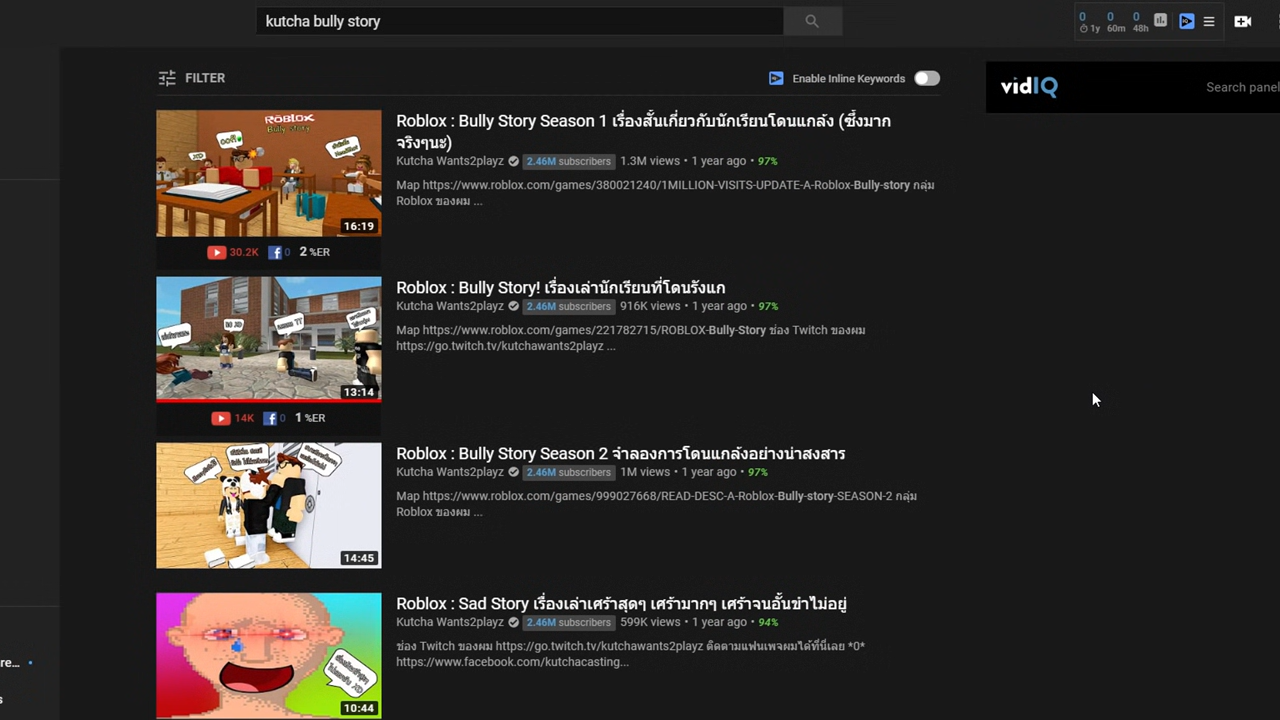 kutcha bully story
0 0 0
1y 60m 48h
FILTER
Enable Inline Keywords
vidIQ
Search panel
Roblox : Bully Story Season 1 เรื่องสั้นเกี่ยวกับนักเรียนโดนแกล้ง (ซึ้งมาก
จริงๆนะ)
Kutcha Wants2playz 2.46M subscribers 1.3M views • 1 year ago • 97%
Map https://www.roblox.com/games/380021240/1MILLION-VISITS-UPDATE-A-Roblox-Bully-story กลุ่ม
Roblox ของผม ...
ROBLOX
Bully Story
XD
16:19
30.2K 0 2 %ER
Roblox : Bully Story! เรื่องเล่านักเรียนที่โดนรังแก
Kutcha Wants2playz 2.46M subscribers 916K views • 1 year ago • 97%
Map https://www.roblox.com/games/221782715/ROBLOX-Bully-Story ช่อง Twitch ของผม
https://go.twitch.tv/kutchawants2playz ...
13:14
14K 0 1 %ER
Roblox : Bully Story Season 2 จำลองการโดนแกล้งอย่างน่าสงสาร
Kutcha Wants2playz 2.46M subscribers 1M views • 1 year ago • 97%
Map https://www.roblox.com/games/999027668/READ-DESC-A-Roblox-Bully-story-SEASON-2 กลุ่ม
Roblox ของผม ...
14:45
Roblox : Sad Story เรื่องเล่าเศร้าสุดๆ เศร้ามากๆ เศร้าจนอั้นขำไม่อยู่
Kutcha Wants2playz 2.46M subscribers 599K views • 1 year ago • 94%
ช่อง Twitch ของผม https://go.twitch.tv/kutchawants2playz ติดตามแฟนเพจผมได้ที่นี่เลย *0*
https://www.facebook.com/kutchacasting...
10:44
re...
s